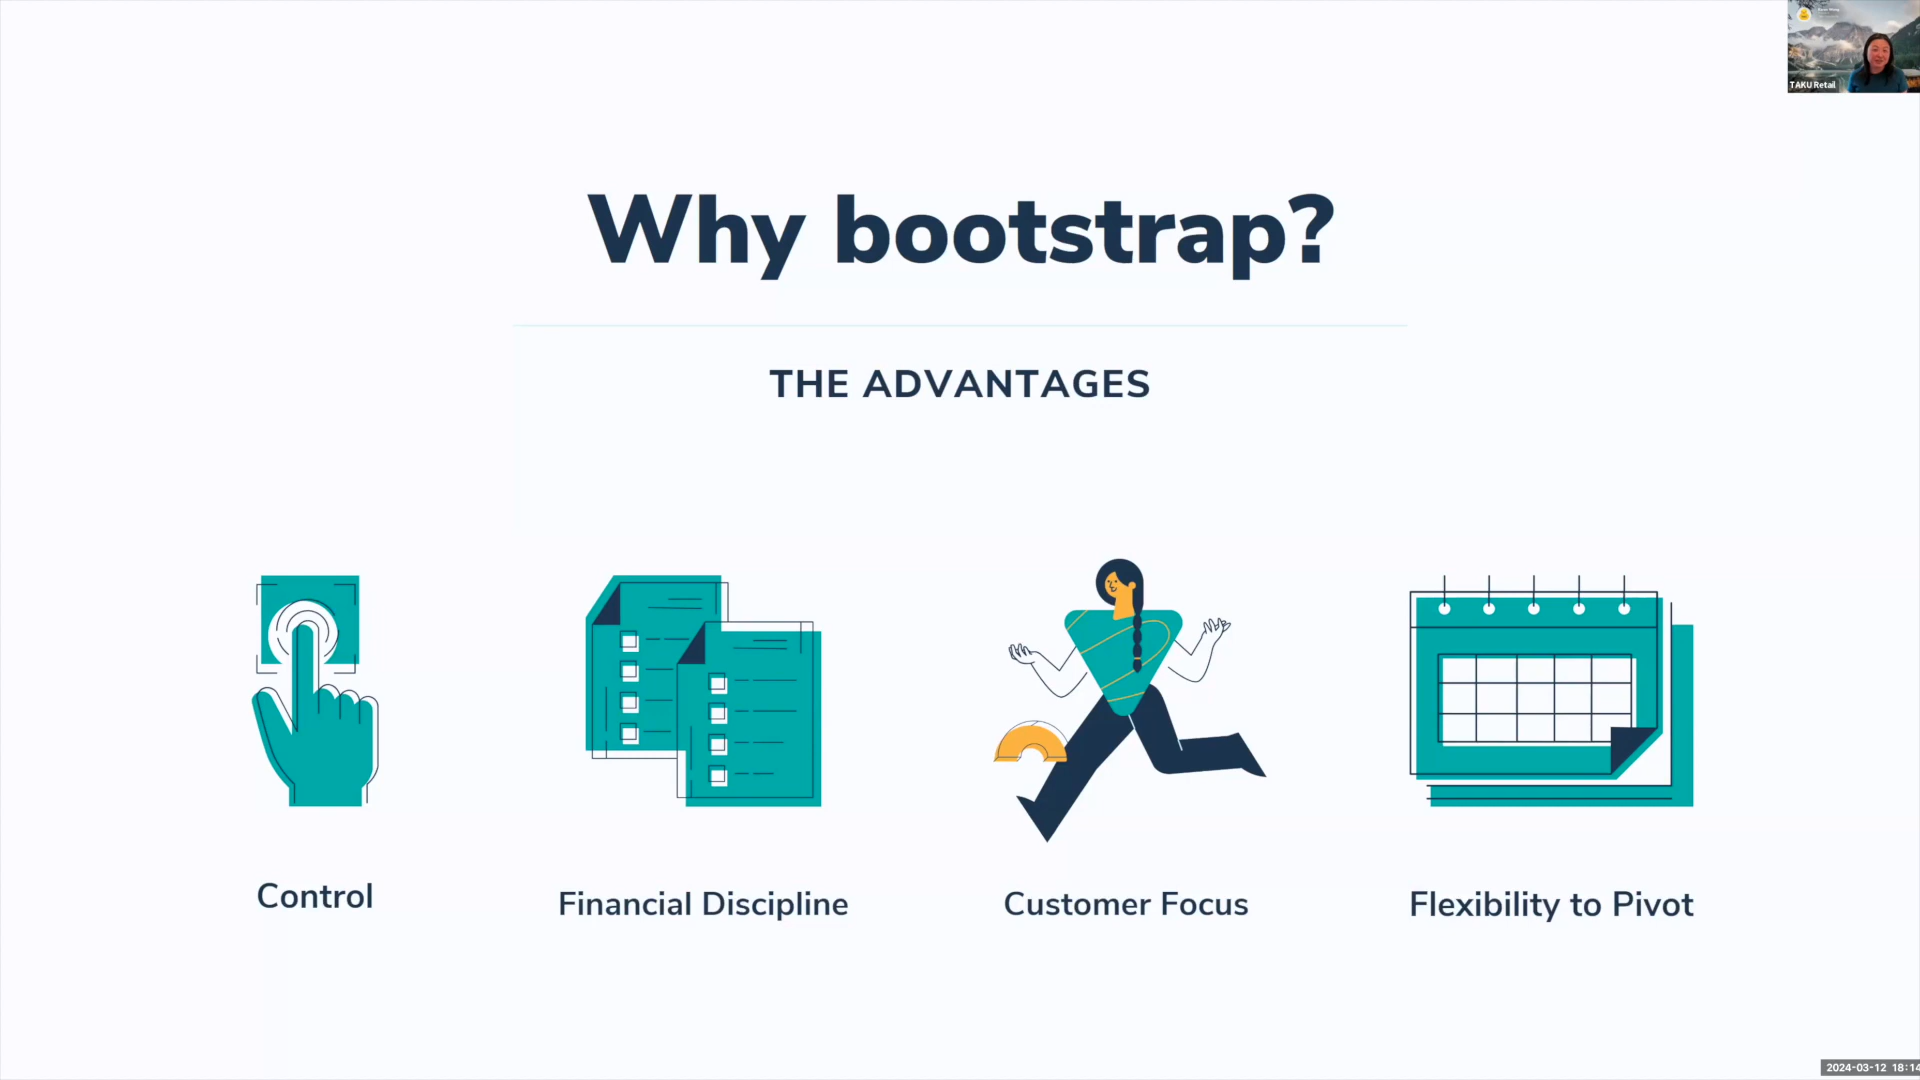 TAKU Retail
Why bootstrap?
THE ADVANTAGES
Control
Financial Discipline
Customer Focus
Flexibility to Pivot
2024-03-12 18:14